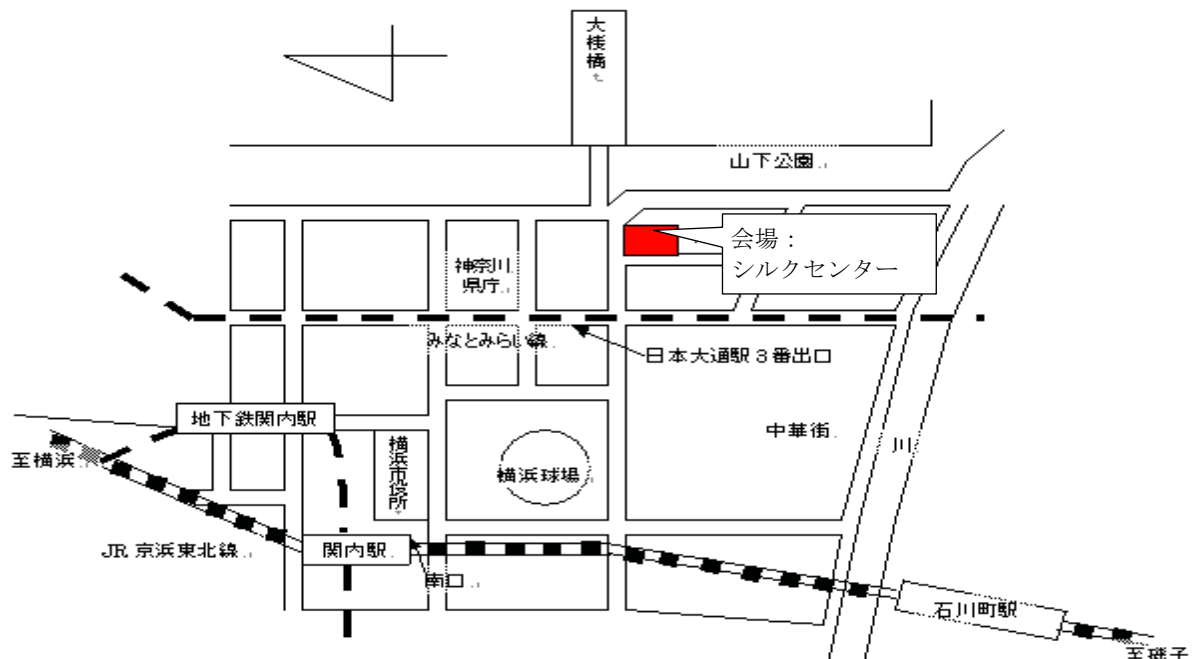 大桟橋
山下公園
会場：
シルクセンター
神奈川
県庁
みなとみらい線
日本大通駅３番出口
地下鉄関内駅
中華街
川
至横浜
横浜市役所
横浜球場
JR 京浜東北線
関内駅
南口
石川町駅
至磯子